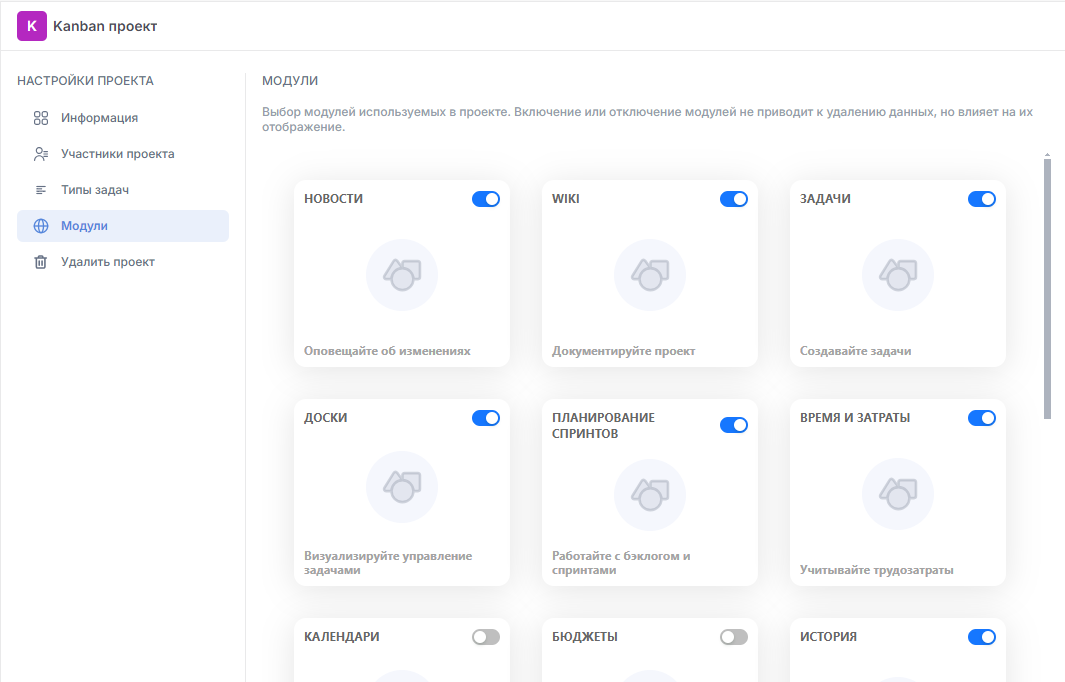 K Kanban проект
НАСТРОЙКИ ПРОЕКТА
Информация
Участники проекта
Типы задач
Модули
Удалить проект
МОДУЛИ
Выбор модулей используемых в проекте. Включение или отключение модулей не приводит к удалению данных, но влияет на их
отображение.
НОВОСТИ
Оповещайте об изменениях
WIKI
Документируйте проект
ЗАДАЧИ
Создавайте задачи
ДОСКИ
Визуализируйте управление
задачами
ПЛАНИРОВАНИЕ
СПРИНТОВ
Работайте с бэклогом и
спринтами
ВРЕМЯ И ЗАТРАТЫ
Учитывайте трудозатраты
КАЛЕНДАРИ
БЮДЖЕТЫ
ИСТОРИЯ